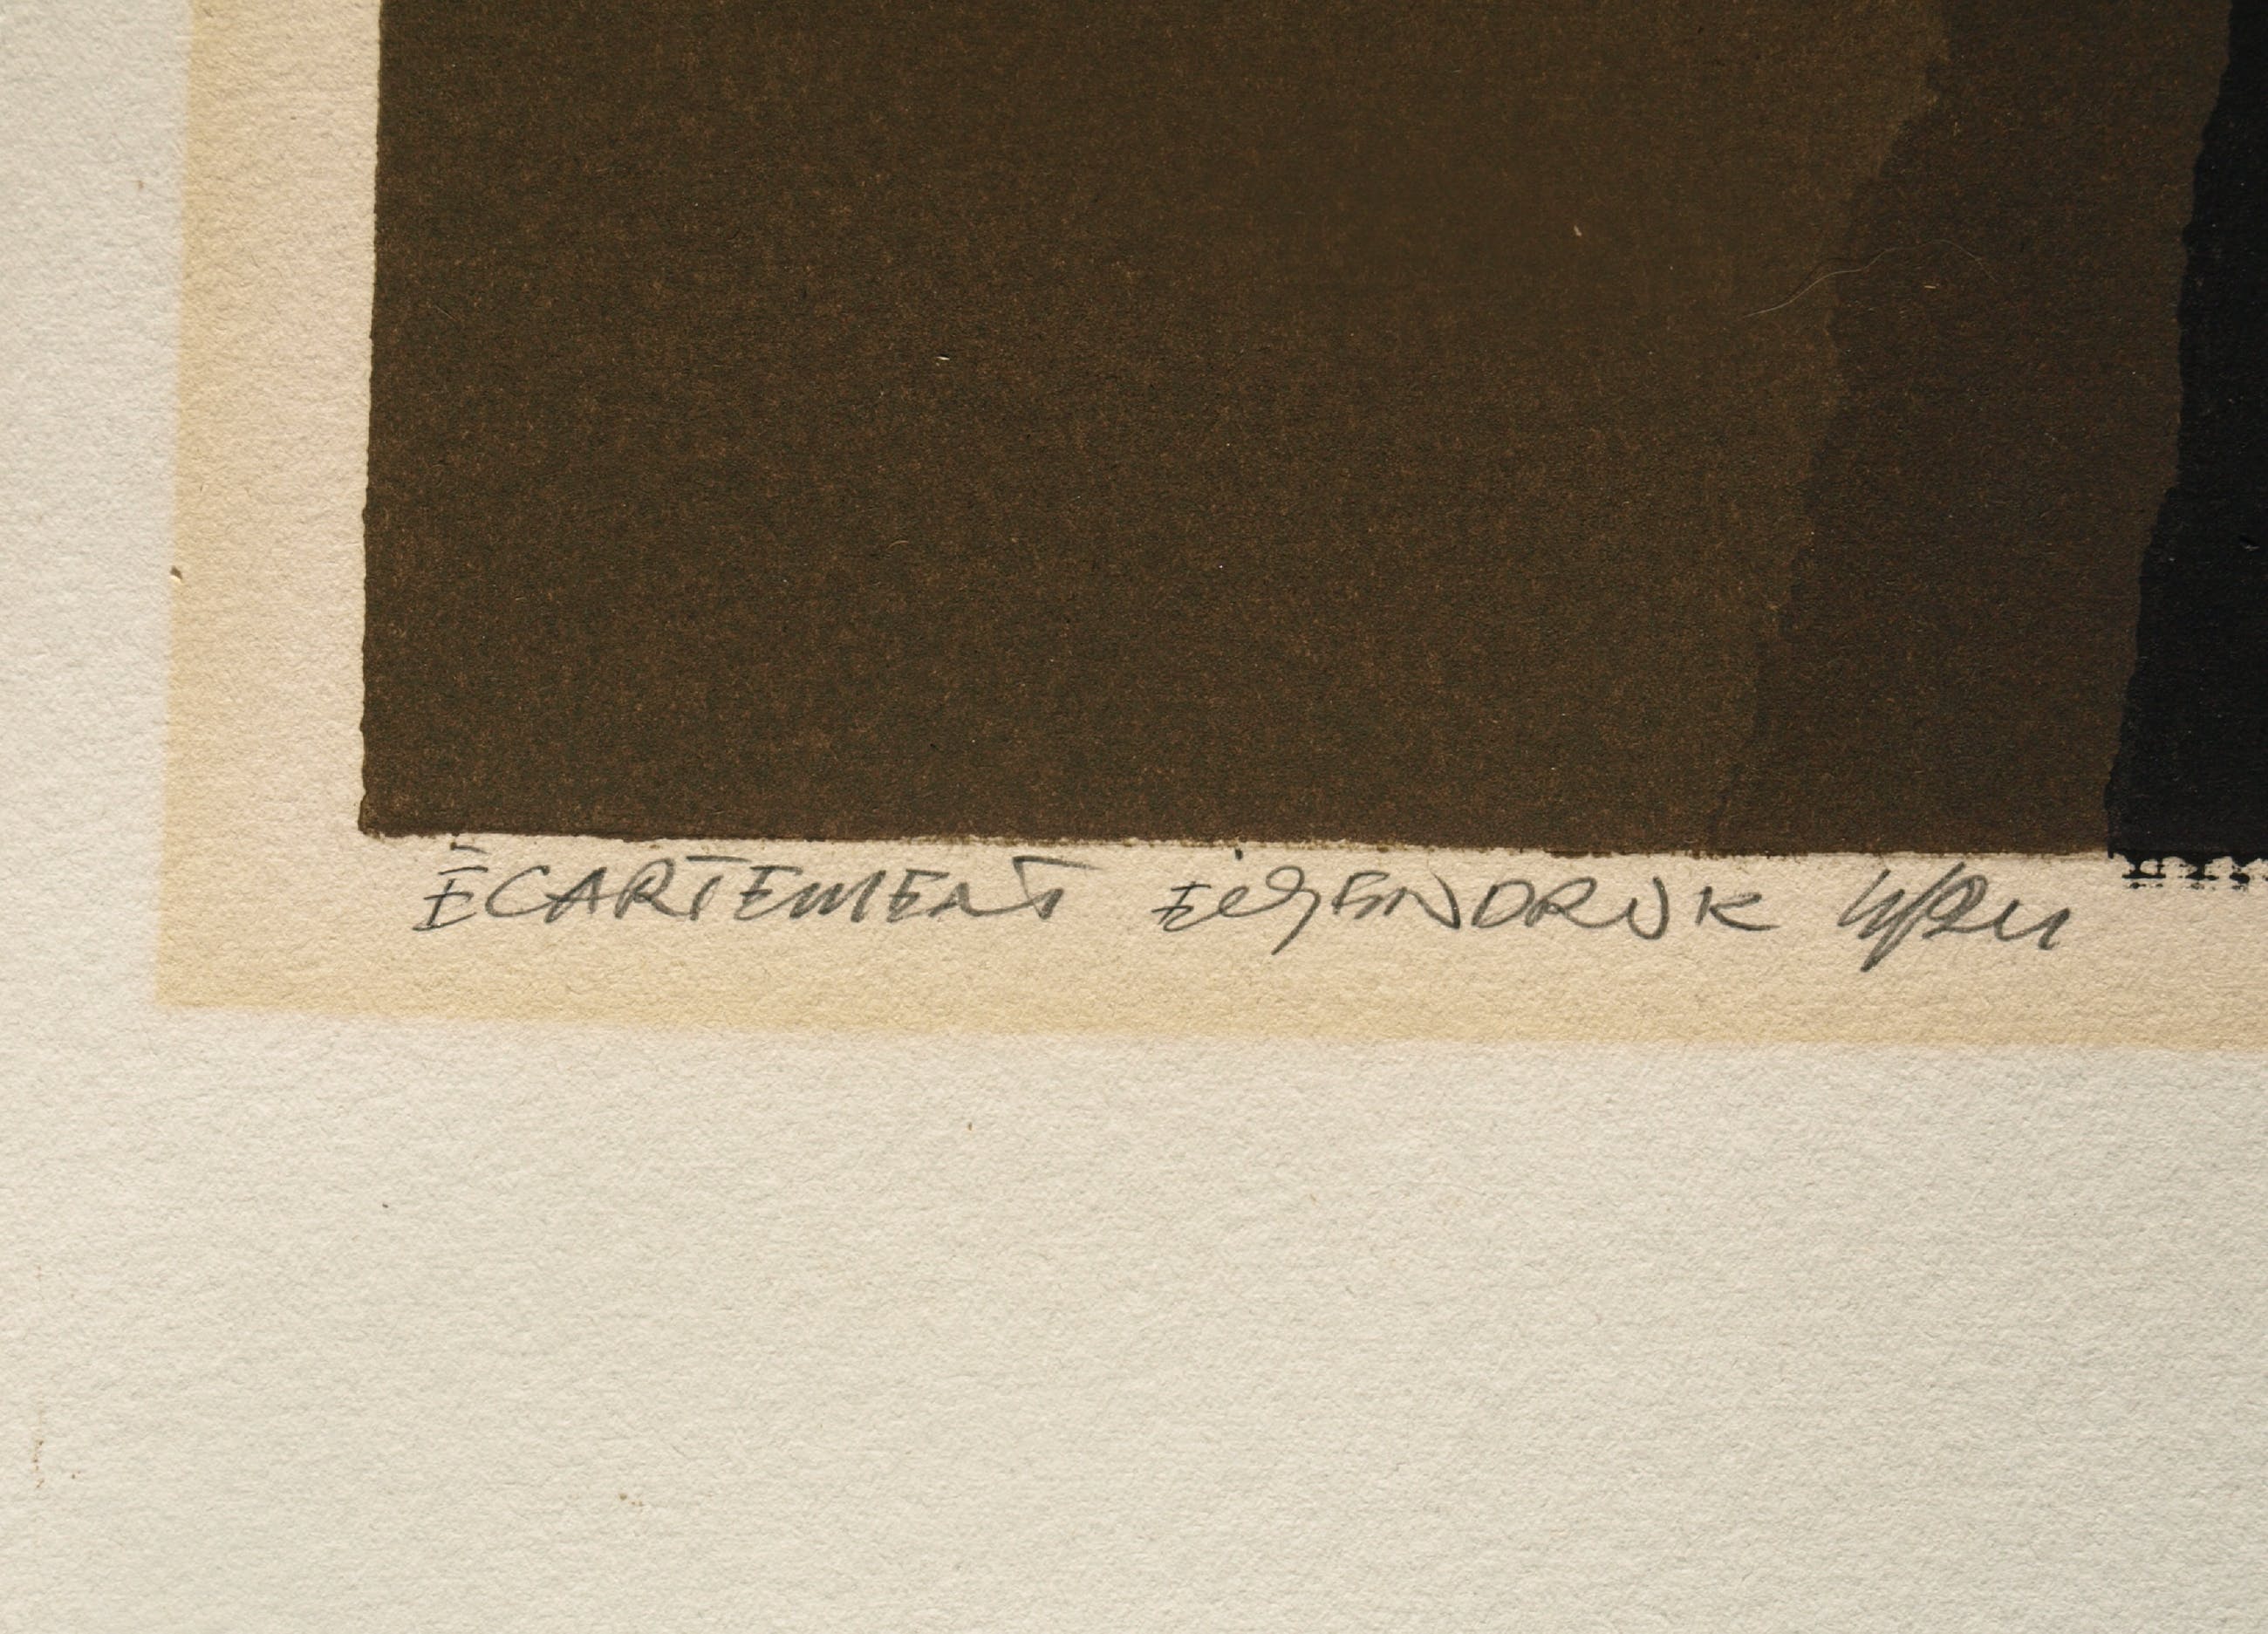 ÉCARTEMENT EIGENDRUK 4/24